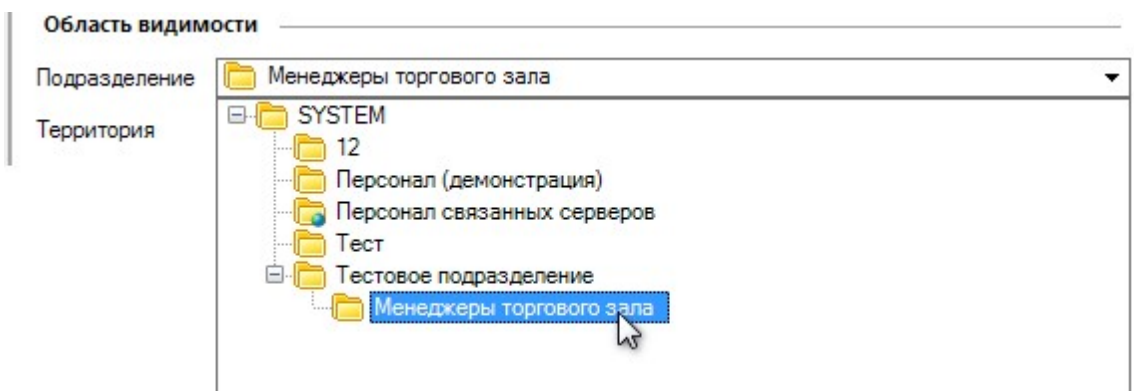 Область видимости
Подразделение Менеджеры торгового зала
SYSTEM
Территория
12
Персонал (демонстрация)
Персонал связанных серверов
Тест
Тестовое подразделение
Менеджеры торгового зала